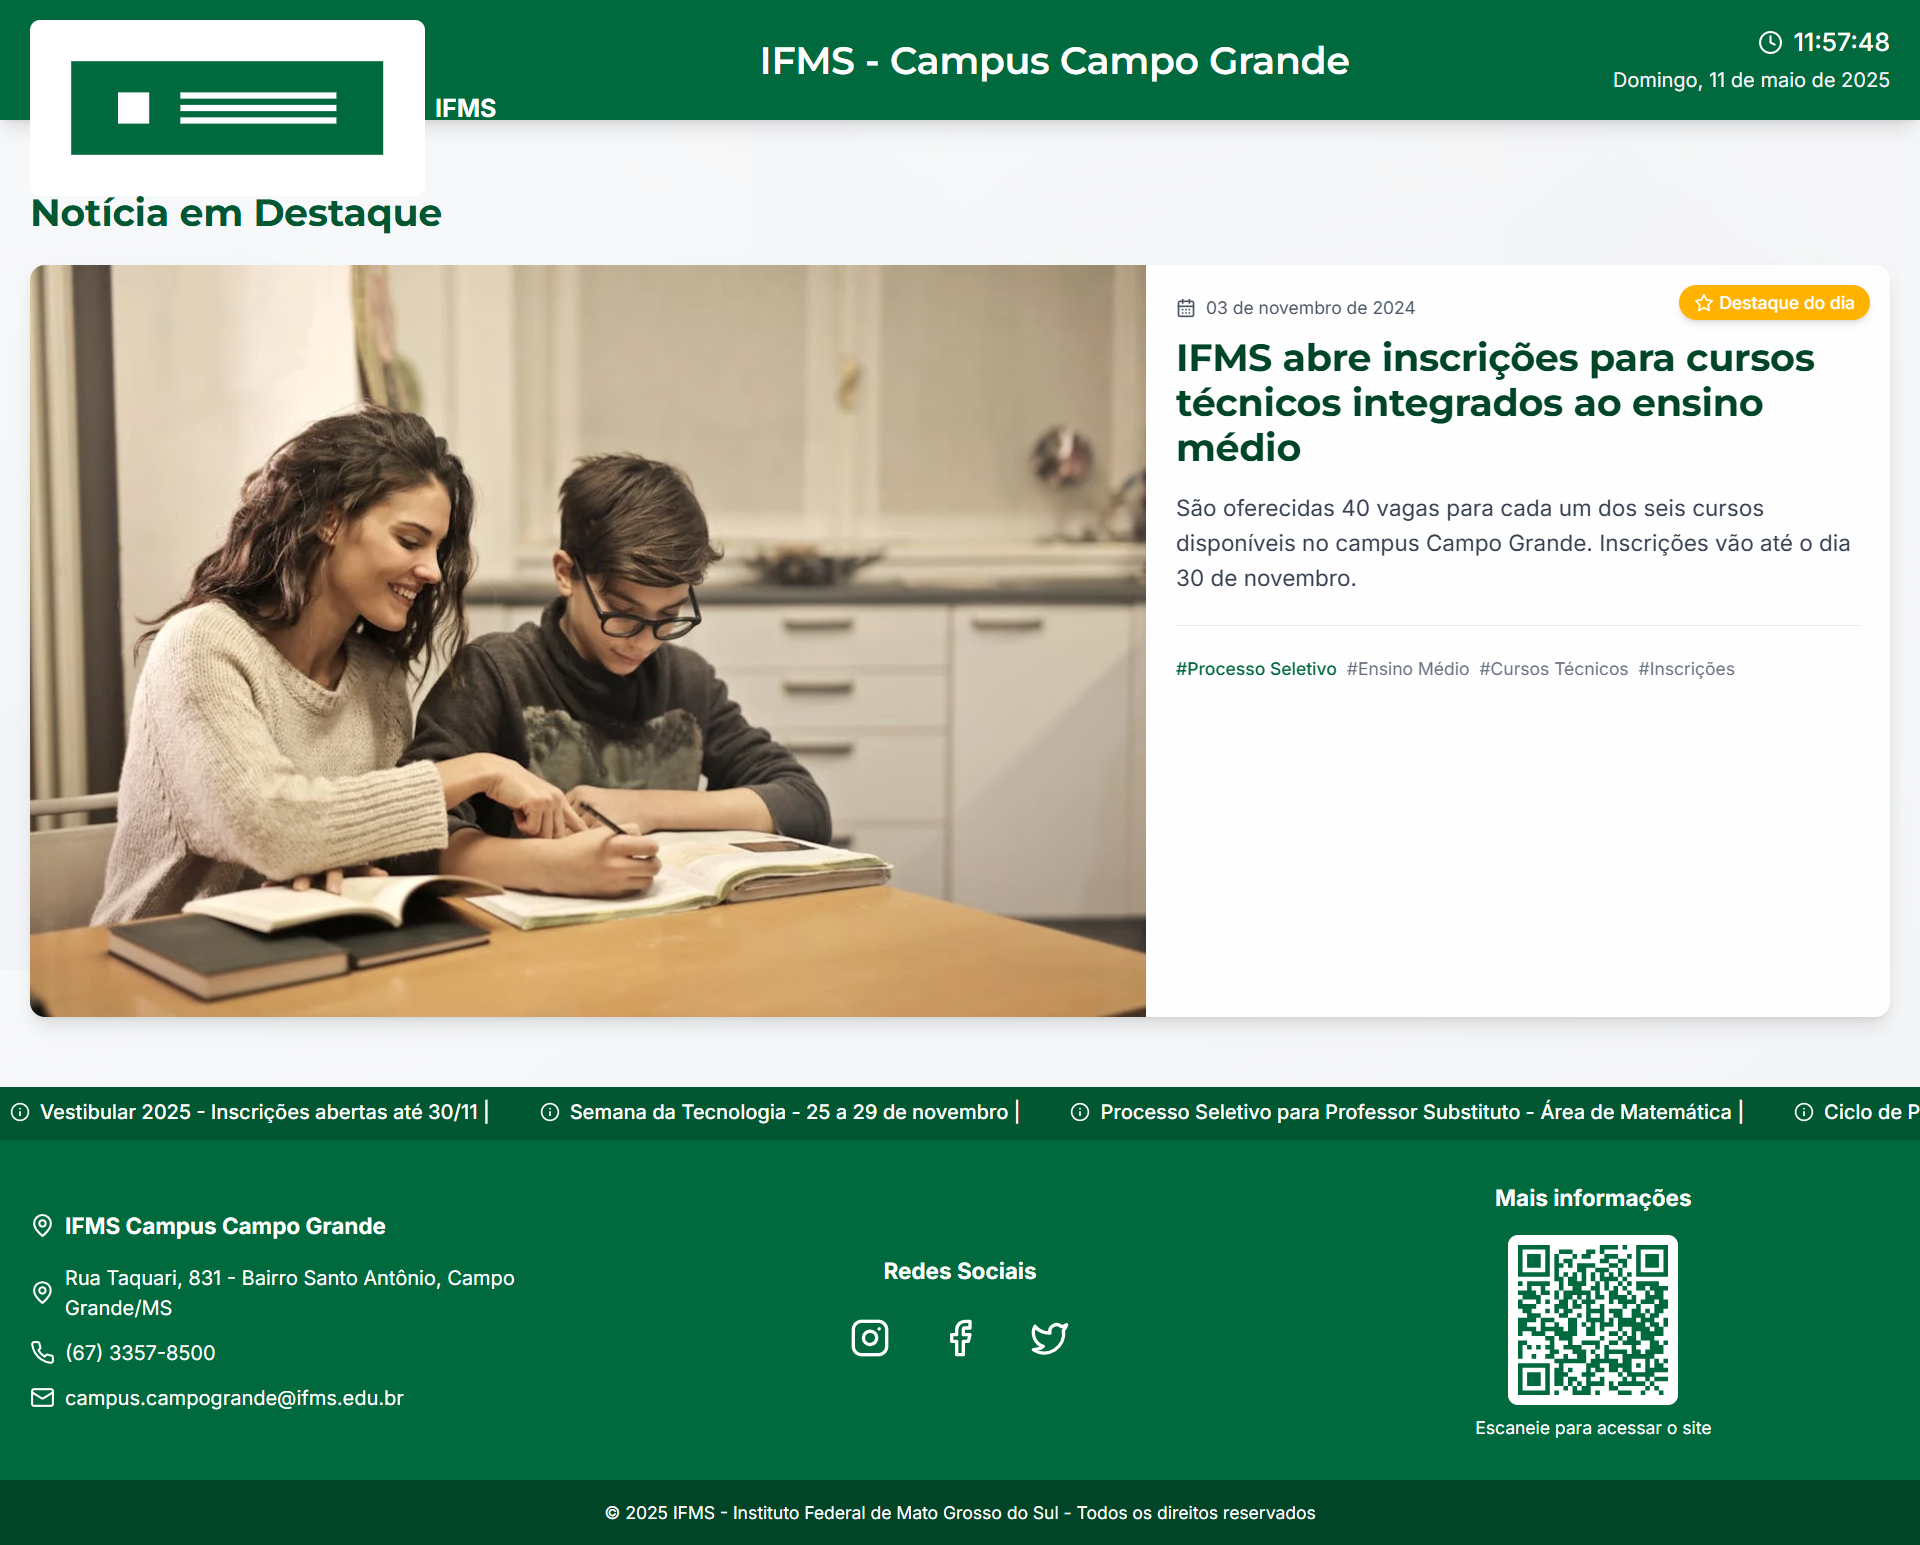 IFMS
IFMS - Campus Campo Grande
11:57:48
Domingo, 11 de maio de 2025
Notícia em Destaque
03 de novembro de 2024
Destaque do dia
IFMS abre inscrições para cursos
técnicos integrados ao ensino
médio
São oferecidas 40 vagas para cada um dos seis cursos
disponíveis no campus Campo Grande. Inscrições vão até o dia
30 de novembro.
#Processo Seletivo #Ensino Médio #Cursos Técnicos #Inscrições
Vestibular 2025 - Inscrições abertas até 30/11 | Semana da Tecnologia - 25 a 29 de novembro | Processo Seletivo para Professor Substituto - Área de Matemática | Ciclo de P
IFMS Campus Campo Grande
Rua Taquari, 831 - Bairro Santo Antônio, Campo
Grande/MS
(67) 3357-8500
campus.campogrande@ifms.edu.br
Redes Sociais
Mais informações
Escaneie para acessar o site
© 2025 IFMS - Instituto Federal de Mato Grosso do Sul - Todos os direitos reservados